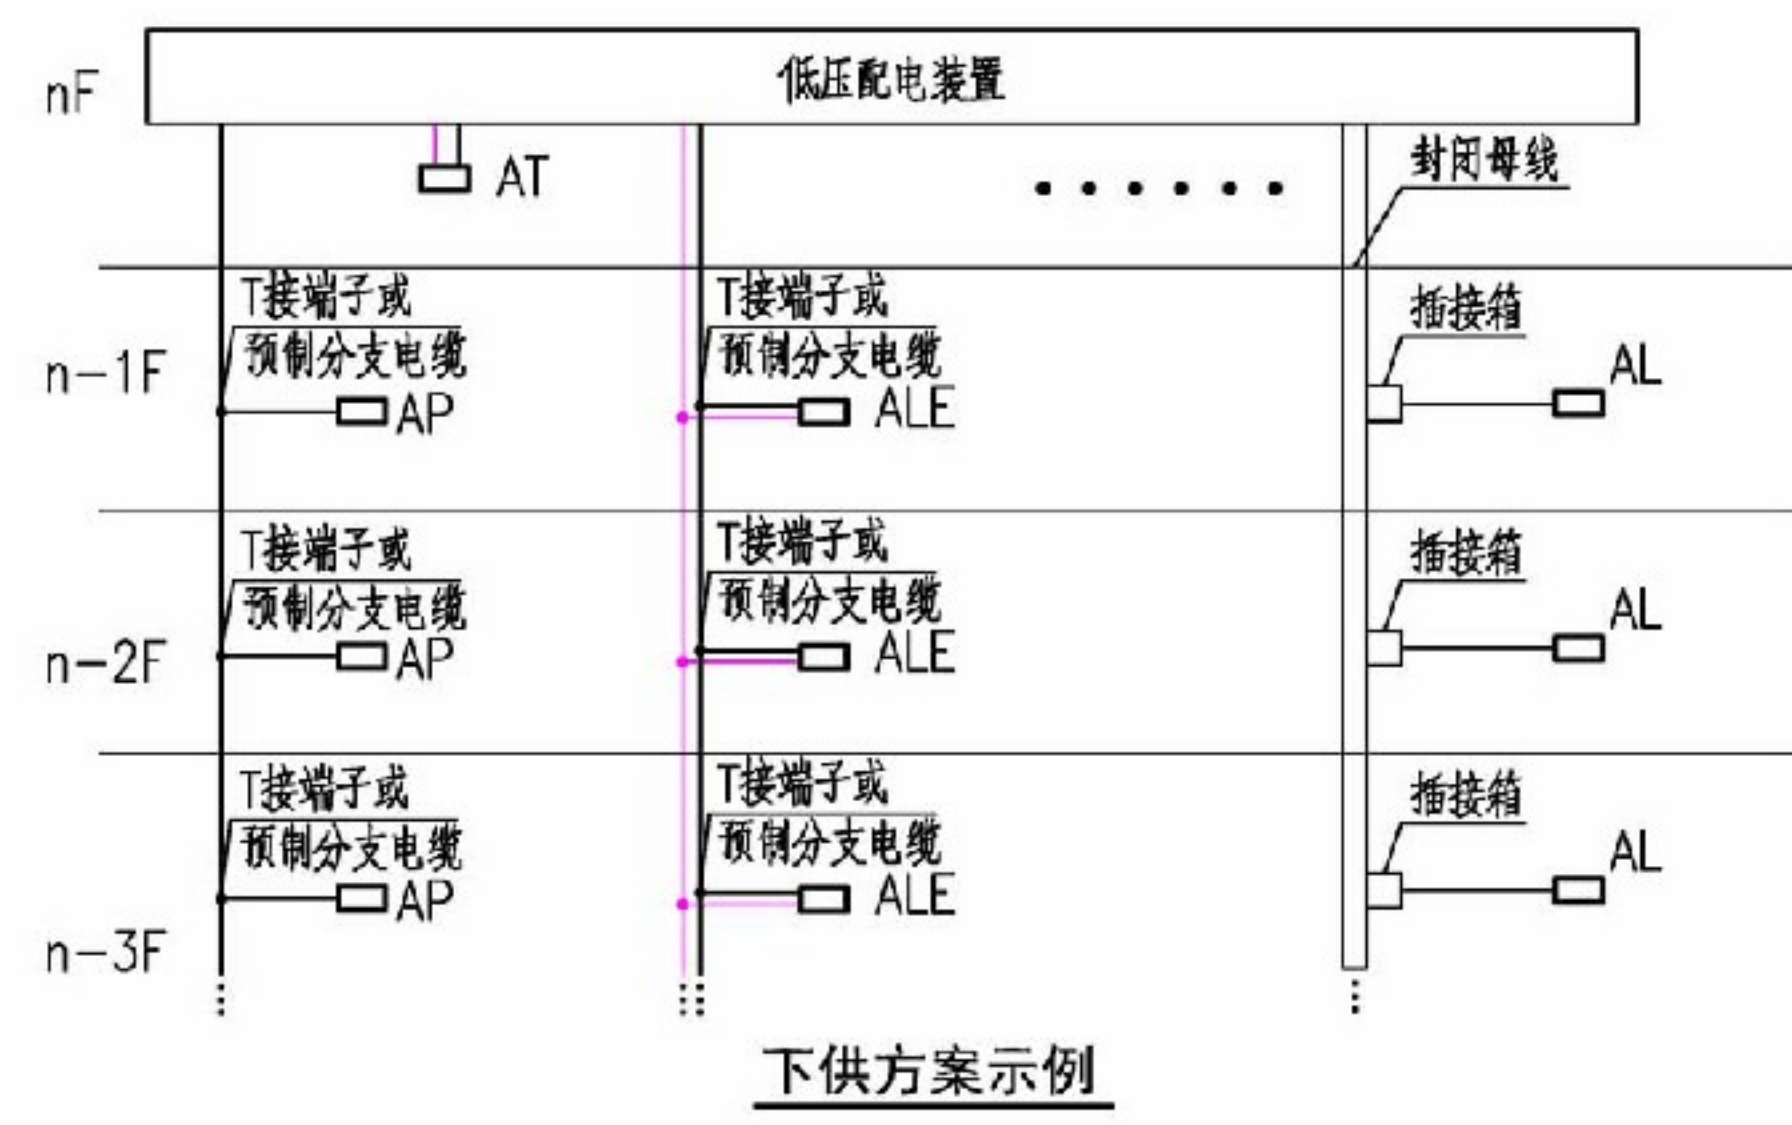 nF
低压配电装置
AT
封闭母线
n-1F
T接端子或
预制分支电缆
AP
T接端子或
预制分支电缆
ALE
插接箱
AL
n-2F
T接端子或
预制分支电缆
AP
T接端子或
预制分支电缆
ALE
插接箱
AL
n-3F
T接端子或
预制分支电缆
AP
T接端子或
预制分支电缆
ALE
插接箱
AL
下供方案示例